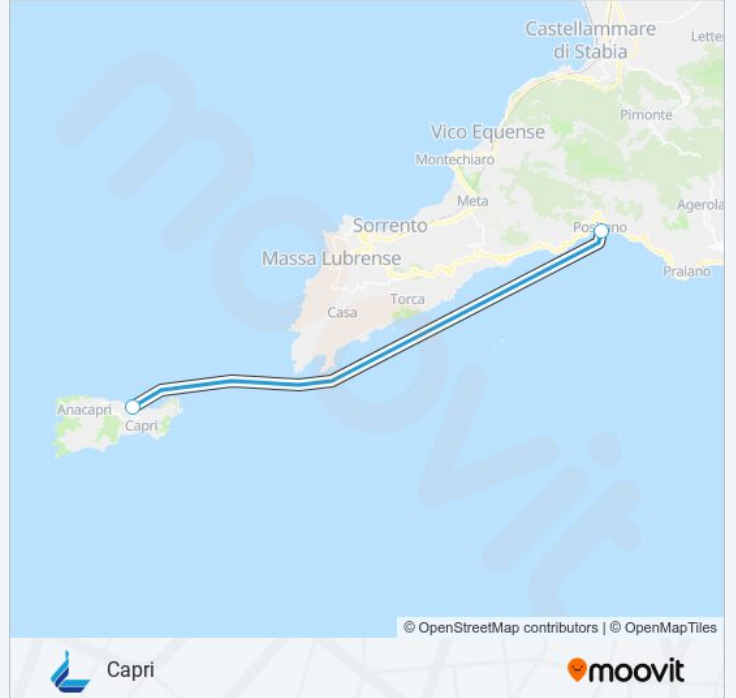 Castellammare
di Stabia
Lette
Pimonte
Vico Equense
Montechiaro
Meta
Agerola
Sorrento
Positano
Massa Lubrense
Praiano
Torca
Casa
Anacapri
Capri
moovit
© OpenStreetMap contributors | © OpenMapTiles
Capri
moovit